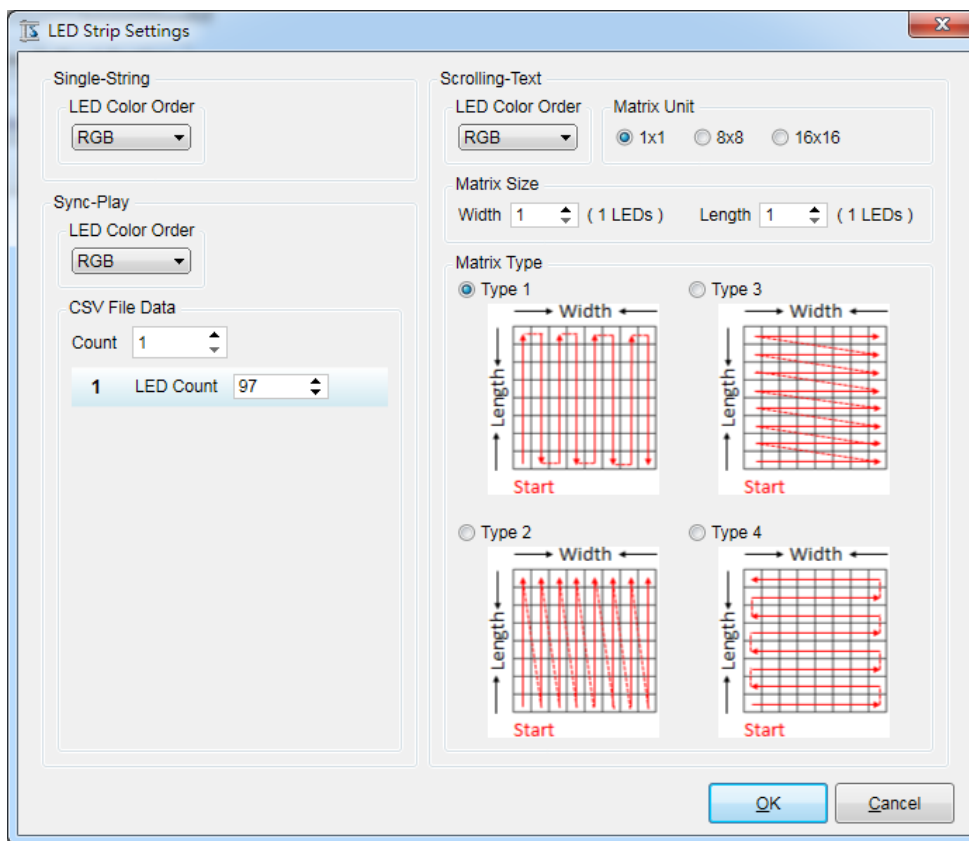 LED Strip Settings
Single-String
LED Color Order
RGB
Sync-Play
LED Color Order
RGB
CSV File Data
Count 1
1 LED Count 97
Scrolling-Text
LED Color Order
RGB
Matrix Unit
1x1 8x8 16x16
Matrix Size
Width 1 ( 1 LEDs ) Length 1 ( 1 LEDs )
Matrix Type
Type 1
Width
Length
Start
Type 3
Width
Length
Start
Type 2
Width
Length
Start
Type 4
Width
Length
Start
OK Cancel